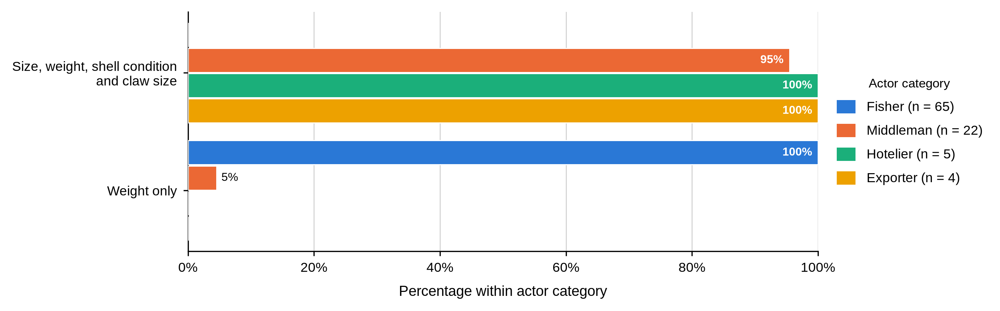 Size, weight, shell condition
and claw size
Weight only
95%
100%
100%
100%
5%
0%
20%
40%
60%
80%
100%
Percentage within actor category
Actor category
Fisher (n = 65)
Middleman (n = 22)
Hotelier (n = 5)
Exporter (n = 4)